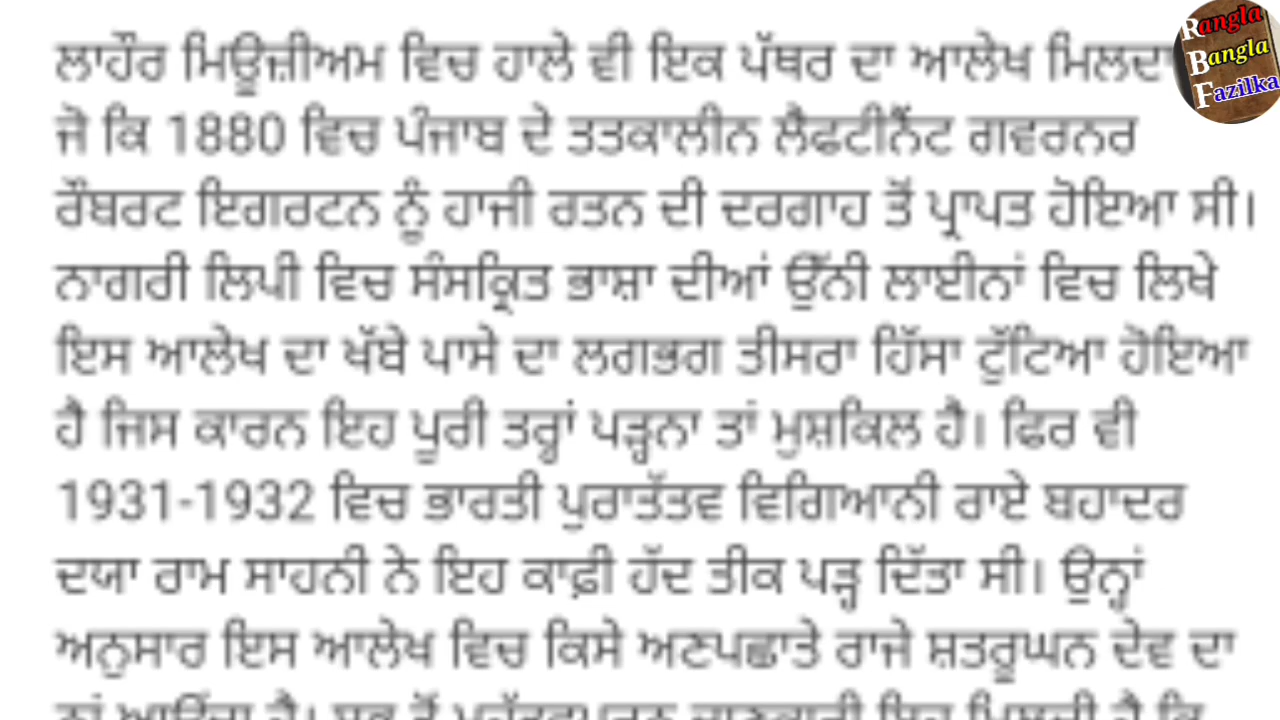 ਲਾਹੌਰ ਮਿਊਜ਼ੀਅਮ ਵਿਚ ਹਾਲੇ ਵੀ ਇਕ ਪੱਥਰ ਦਾ ਆਲੇਖ ਮਿਲਦਾ
ਜੋ ਕਿ 1880 ਵਿਚ ਪੰਜਾਬ ਦੇ ਤਤਕਾਲੀਨ ਲੈਫਟੀਨੈਂਟ ਗਵਰਨਰ
ਰੌਬਰਟ ਇਗਰਟਨ ਨੂੰ ਹਾਜੀ ਰਤਨ ਦੀ ਦਰਗਾਹ ਤੋਂ ਪ੍ਰਾਪਤ ਹੋਇਆ ਸੀ।
ਨਾਗਰੀ ਲਿਪੀ ਵਿਚ ਸੰਸਕ੍ਰਿਤ ਭਾਸ਼ਾ ਦੀਆਂ ਉੱਨੀ ਲਾਈਨਾਂ ਵਿਚ ਲਿਖੇ
ਇਸ ਆਲੇਖ ਦਾ ਖੱਬੇ ਪਾਸੇ ਦਾ ਲਗਭਗ ਤੀਸਰਾ ਹਿੱਸਾ ਟੁੱਟਿਆ ਹੋਇਆ
ਹੈ ਜਿਸ ਕਾਰਨ ਇਹ ਪੂਰੀ ਤਰ੍ਹਾਂ ਪੜ੍ਹਨਾ ਤਾਂ ਮੁਸ਼ਕਿਲ ਹੈ। ਫਿਰ ਵੀ
1931-1932 ਵਿਚ ਭਾਰਤੀ ਪੁਰਾਤੱਤਵ ਵਿਗਿਆਨੀ ਰਾਏ ਬਹਾਦਰ
ਦਯਾ ਰਾਮ ਸਾਹਨੀ ਨੇ ਇਹ ਕਾਫ਼ੀ ਹੱਦ ਤੀਕ ਪੜ੍ਹ ਦਿੱਤਾ ਸੀ। ਉਨ੍ਹਾਂ
ਅਨੁਸਾਰ ਇਸ ਆਲੇਖ ਵਿਚ ਕਿਸੇ ਅਣਪਛਾਤੇ ਰਾਜੇ ਸ਼ਤਰੂਘਨ ਦੇਵ ਦਾ
Rangla
Bangla
Fazilka